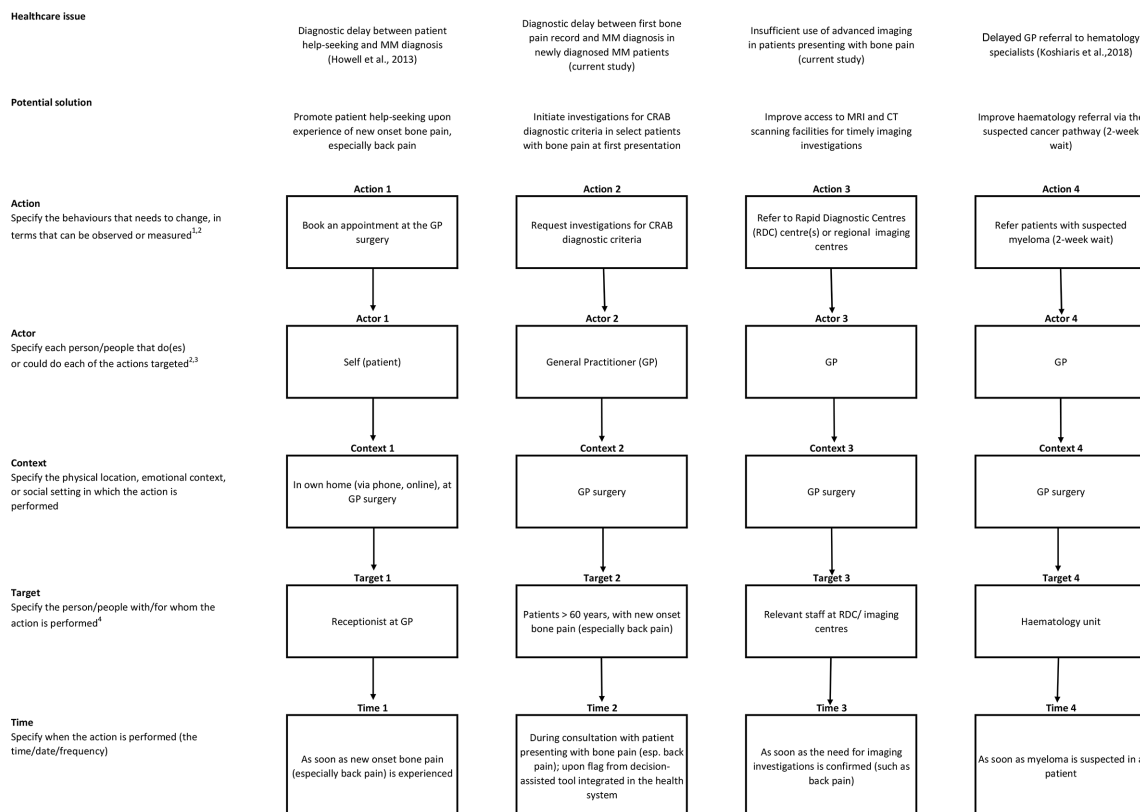 Healthcare issue
Diagnostic delay between patient
help-seeking and MM diagnosis
(Howell et al., 2013)
Diagnostic delay between first bone
pain record and MM diagnosis in
newly diagnosed MM patients
(current study)
Insufficient use of advanced imaging
in patients presenting with bone pain
(current study)
Delayed GP referral to hematology
specialists (Koshiaris et al.,2018)
Potential solution
Promote patient help-seeking upon
experience of new onset bone pain,
especially back pain
Initiate investigations for CRAB
diagnostic criteria in select patients
with bone pain at first presentation
Improve access to MRI and CT
scanning facilities for timely imaging
investigations
Improve haematology referral via the
suspected cancer pathway (2-week
wait)
Action
Specify the behaviours that needs to change, in
terms that can be observed or measured1,2
Action 1
Book an appointment at the GP
surgery
Action 2
Request investigations for CRAB
diagnostic criteria
Action 3
Refer to Rapid Diagnostic Centres
(RDC) centre(s) or regional imaging
centres
Action 4
Refer patients with suspected
myeloma (2-week wait)
Actor
Specify each person/people that do(es)
or could do each of the actions targeted2,3
Actor 1
Self (patient)
Actor 2
General Practitioner (GP)
Actor 3
GP
Actor 4
GP
Context
Specify the physical location, emotional context,
or social setting in which the action is
performed
Context 1
In own home (via phone, online), at
GP surgery
Context 2
GP surgery
Context 3
GP surgery
Context 4
GP surgery
Target
Specify the person/people with/for whom the
action is performed4
Target 1
Receptionist at GP
Target 2
Patients > 60 years, with new onset
bone pain (especially back pain)
Target 3
Relevant staff at RDC/ imaging
centres
Target 4
Haematology unit
Time
Specify when the action is performed (the
time/date/frequency)
Time 1
As soon as new onset bone pain
(especially back pain) is experienced
Time 2
During consultation with patient
presenting with bone pain (esp. back
pain); upon flag from decision-
assisted tool integrated in the health
system
Time 3
As soon as the need for imaging
investigations is confirmed (such as
back pain)
Time 4
As soon as myeloma is suspected in a
patient